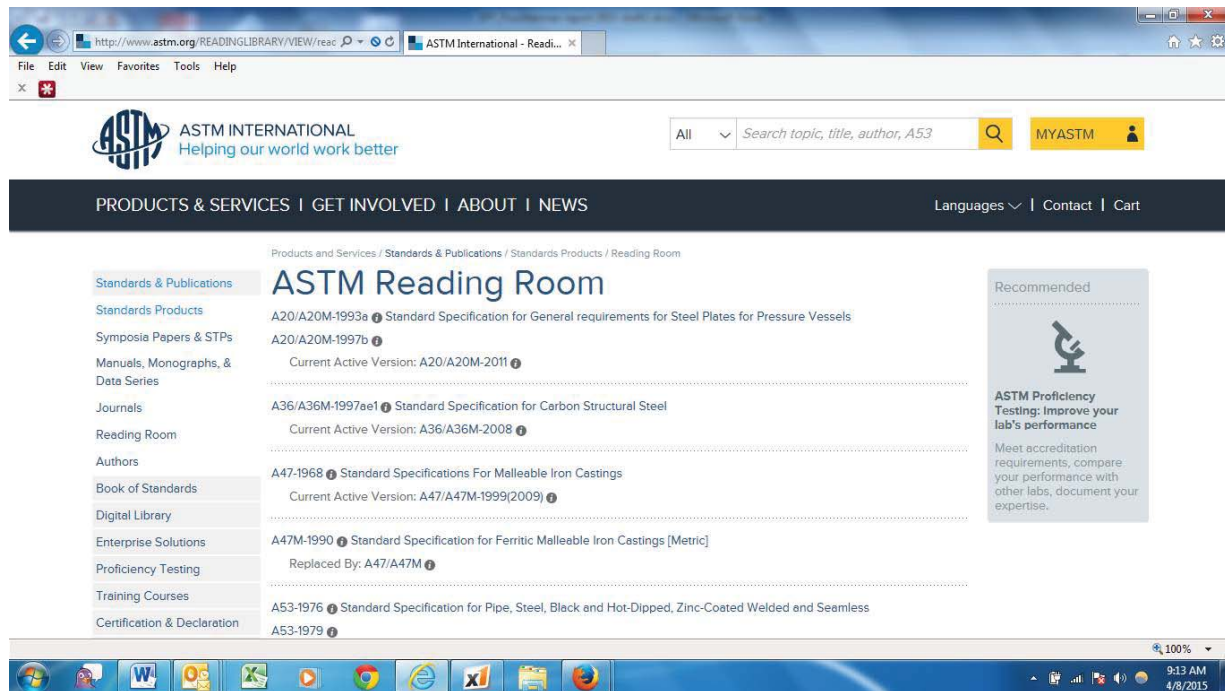 http://www.astm.org/READINGLIBRARY/VIEW/reac
ASTM International - Readi...
File Edit View Favorites Tools Help
ASTM
ASTM INTERNATIONAL
Helping our world work better
All
Search topic, title, author, A53
MYASTM
PRODUCTS & SERVICES | GET INVOLVED | ABOUT | NEWS
Languages | Contact | Cart
Products and Services / Standards & Publications / Standards Products / Reading Room
Standards & Publications
Standards Products
Symposia Papers & STPs
Manuals, Monographs, &
Data Series
Journals
Reading Room
Authors
Book of Standards
Digital Library
Enterprise Solutions
Proficiency Testing
Training Courses
Certification & Declaration
ASTM Reading Room
A20/A20M-1993a Standard Specification for General requirements for Steel Plates for Pressure Vessels
A20/A20M-1997b
Current Active Version: A20/A20M-2011
A36/A36M-1997ae1 Standard Specification for Carbon Structural Steel
Current Active Version: A36/A36M-2008
A47-1968 Standard Specifications For Malleable Iron Castings
Current Active Version: A47/A47M-1999(2009)
A47M-1990 Standard Specification for Ferritic Malleable Iron Castings [Metric]
Replaced By: A47/A47M
A53-1976 Standard Specification for Pipe, Steel, Black and Hot-Dipped, Zinc-Coated Welded and Seamless
A53-1979
Recommended
ASTM Proficiency
Testing: Improve your
lab's performance
Meet accreditation
requirements, compare
your performance with
other labs, document your
expertise.
100%
9:13 AM
4/8/2015